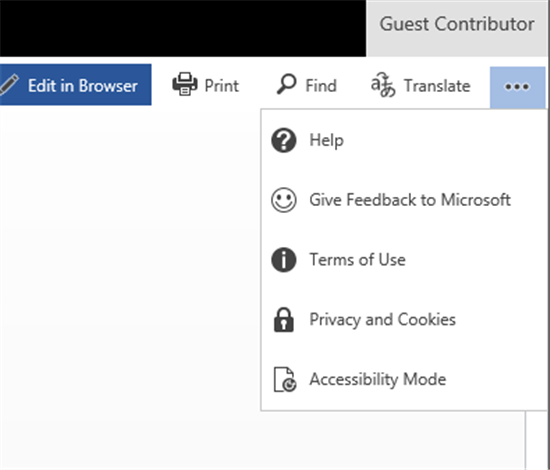 Guest Contributor
Edit in Browser Print Find Translate
Help
Give Feedback to Microsoft
Terms of Use
Privacy and Cookies
Accessibility Mode